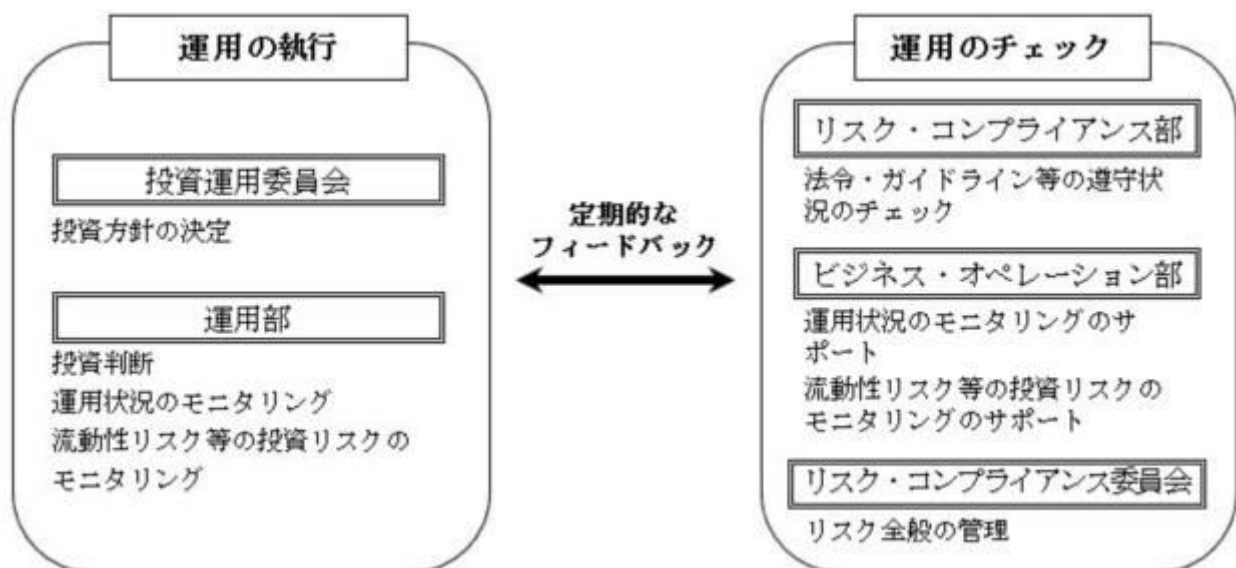 運用の執行
投資運用委員会
投資方針の決定
運用部
投資判断
運用状況のモニタリング
流動性リスク等の投資リスクの
モニタリング
定期的な
フィードバック
運用のチェック
リスク・コンプライアンス部
法令・ガイドライン等の遵守状
況のチェック
ビジネス・オペレーション部
運用状況のモニタリングのサ
ポート
流動性リスク等の投資リスクの
モニタリングのサポート
リスク・コンプライアンス委員会
リスク全般の管理